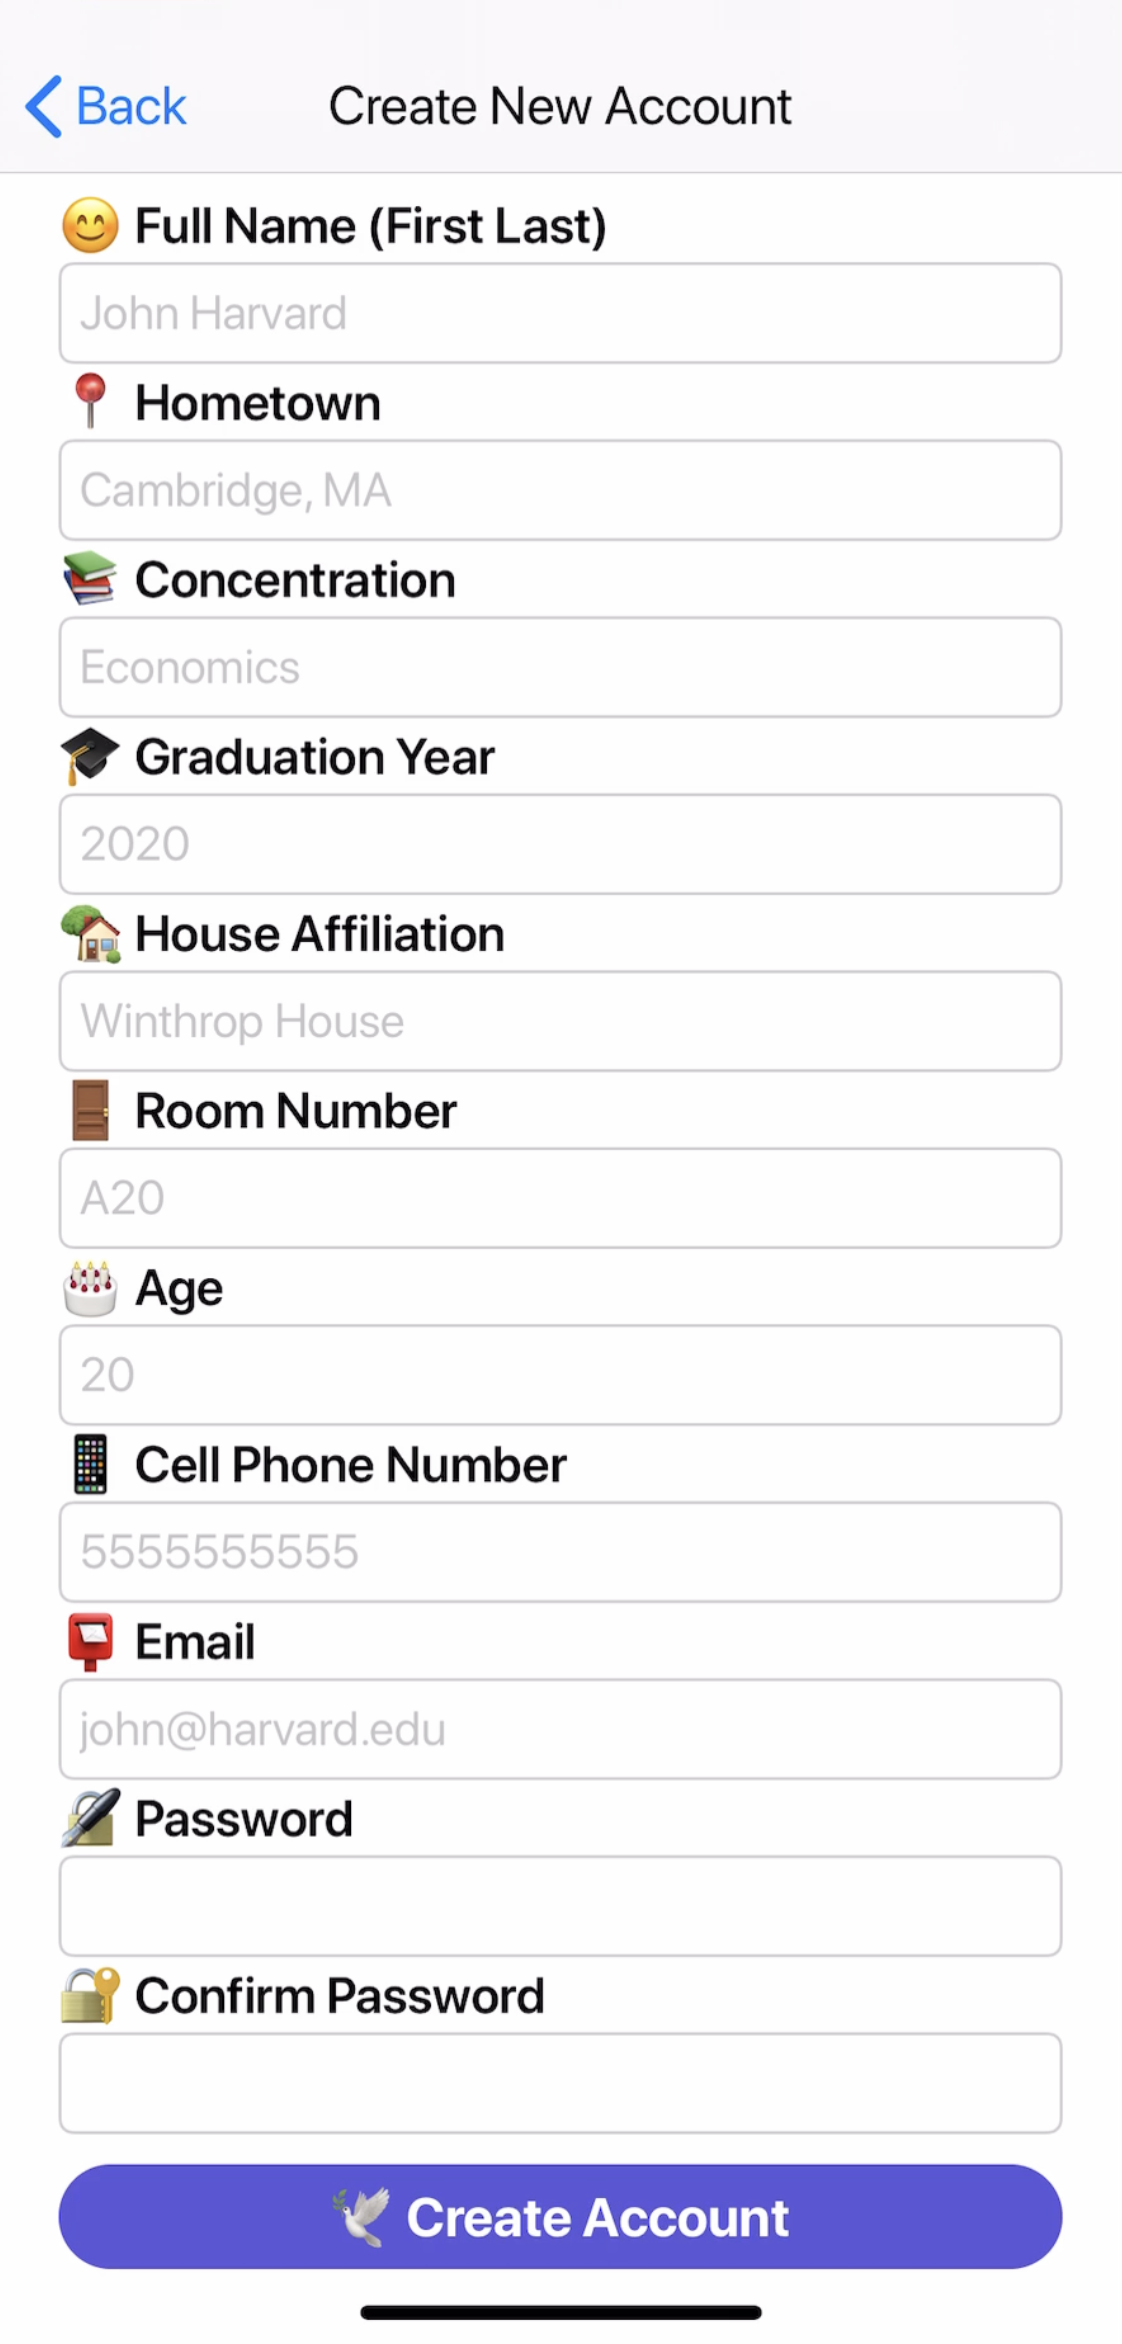 Back
Create New Account
Full Name (First Last)
John Harvard
Hometown
Cambridge, MA
Concentration
Economics
Graduation Year
2020
House Affiliation
Winthrop House
Room Number
A20
Age
20
Cell Phone Number
5555555555
Email
john@harvard.edu
Password
Confirm Password
Create Account